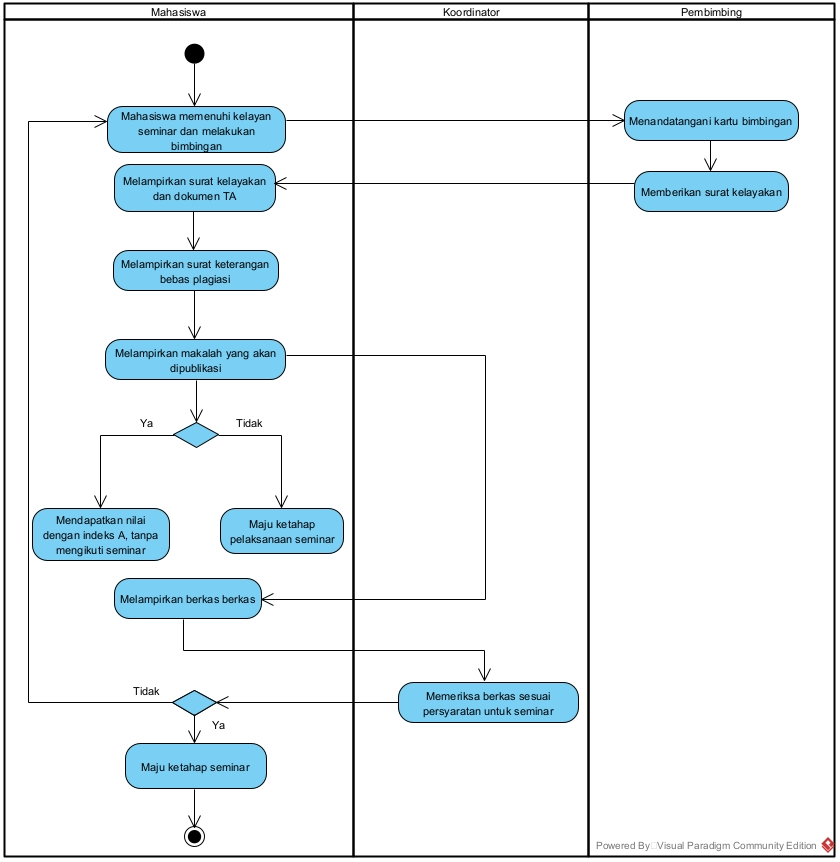 Mahasiswa
Koordinator
Pembimbing
Mahasiswa memenuhi kelayan
seminar dan melakukan
bimbingan
Menandatangani kartu bimbingan
Melampirkan surat kelayakan
dan dokumen TA
Memberikan surat kelayakan
Melampirkan surat keterangan
bebas plagiasi
Melampirkan makalah yang akan
dipublikasi
Ya
Tidak
Mendapatkan nilai
dengan indeks A, tanpa
mengikuti seminar
Maju ketahap
pelaksanaan seminar
Melampirkan berkas berkas
Memeriksa berkas sesuai
persyaratan untuk seminar
Tidak
Ya
Maju ketahap seminar
Powered By Visual Paradigm Community Edition